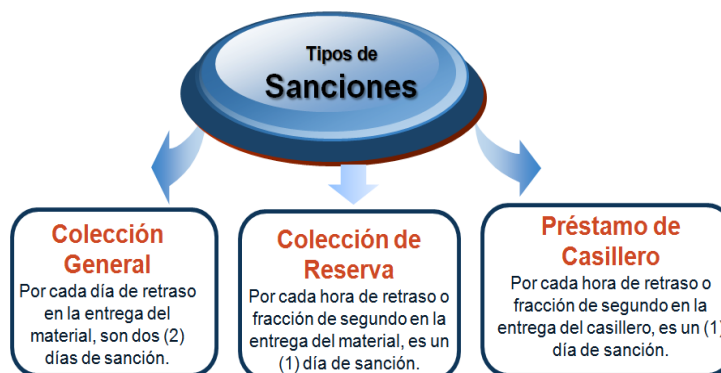 Tipos de
Sanciones
Colección
General
Por cada día de retraso
en la entrega del
material, son dos (2)
días de sanción.
Colección de
Reserva
Por cada hora de retraso o
fracción de segundo en la
entrega del material, es un
(1) día de sanción.
Préstamo de
Casillero
Por cada hora de retraso o
fracción de segundo en la
entrega del casillero, es un (1)
día de sanción.